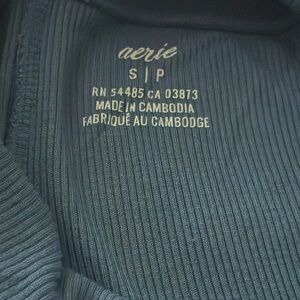 aerie
S | P
RN 54485 CA 03873
MADE IN CAMBODIA
FABRIQUÉ AU CAMBODGE